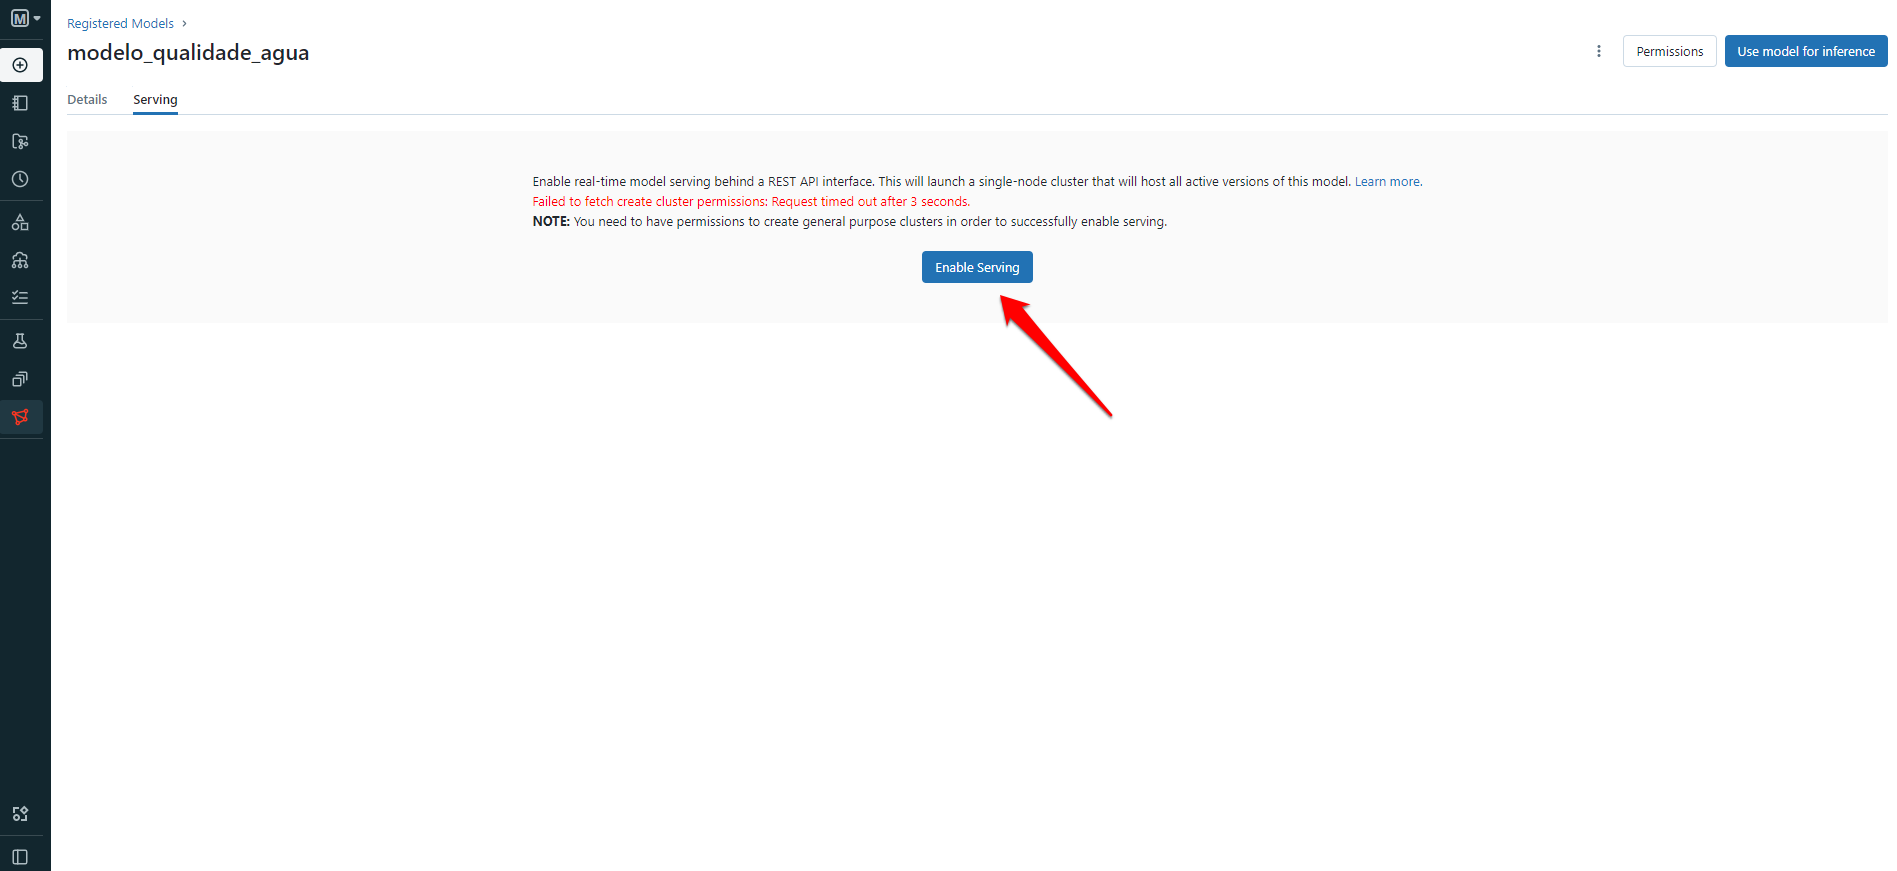 M
Registered Models
modelo_qualidade_agua
Permissions
Use model for inference
Details
Serving
Enable real-time model serving behind a REST API interface. This will launch a single-node cluster that will host all active versions of this model. Learn more.
Failed to fetch create cluster permissions: Request timed out after 3 seconds.
NOTE: You need to have permissions to create general purpose clusters in order to successfully enable serving.
Enable Serving